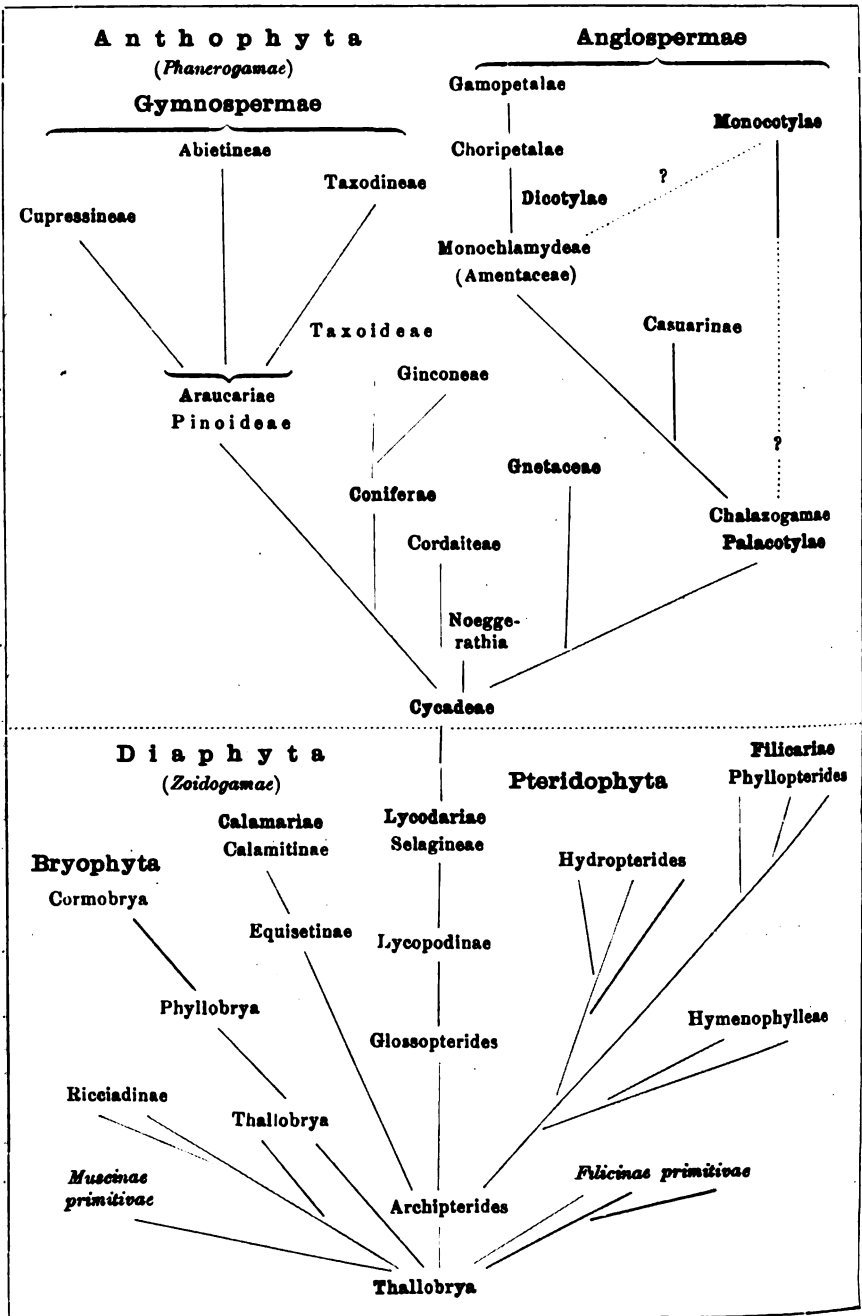 Anthophyta
(Phanerogamae)
Gymnospermae
Abietineae
Taxodineae
Cupressineae
Angiospermae
Gamopetalae
Monocotylae
Choripetalae
?
Dicotylae
Monochlamydeae
(Amentaceae)
Casuarinae
Taxoideae
Ginconeae
Araucariae
Pinoideae
?
Gnetaceae
Coniferae
Chalazogamae
Palacotylae
Cordaiteae
Noegge-
rathia
Cycadeae
Diaphyta
(Zoidogamae)
Pteridophyta
Filicariae
Phyllopterides
Calamariae
Calamitinae
Lycodariae
Selagineae
Bryophyta
Cormobrya
Hydropterides
Equisetinae
Lycopodinae
Phyllobrya
Glossopterides
Hymenophylleae
Ricciadinae
Thallobrya
Muscinae
primitivae
Filicinae primitivae
Archipterides
Thallobrya